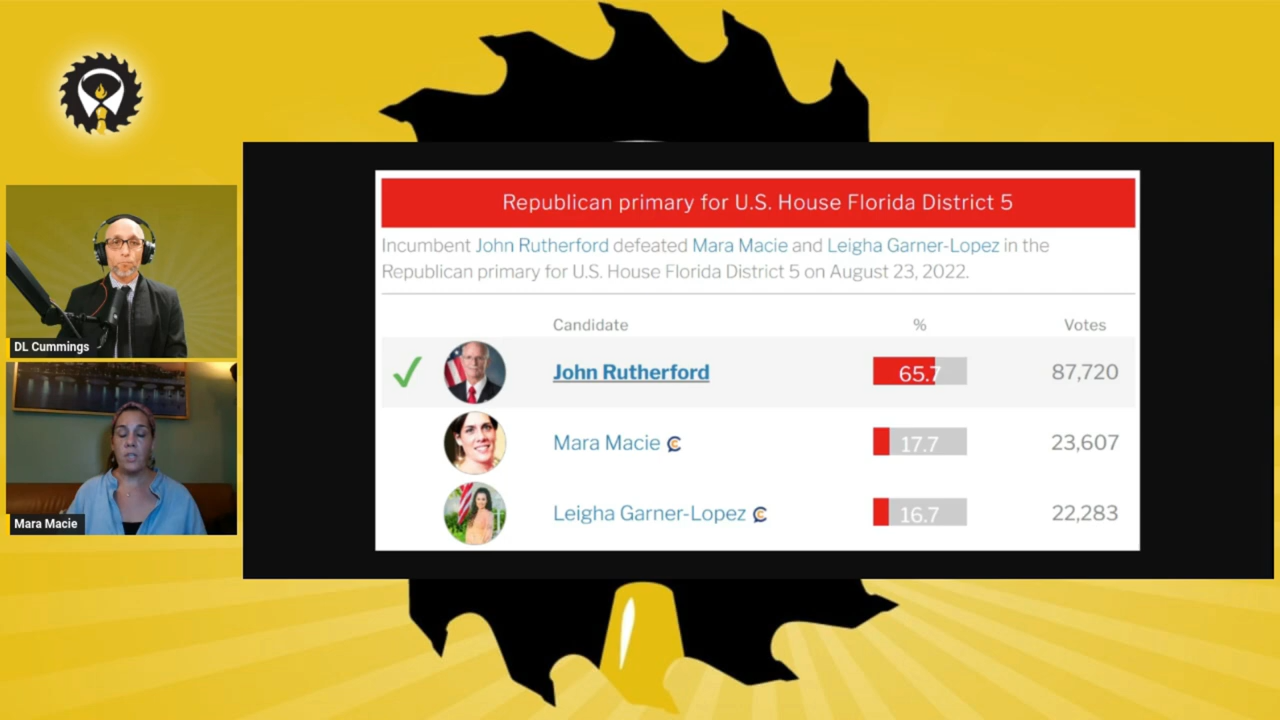 DL Cummings
Mara Macie
Republican primary for U.S. House Florida District 5
Incumbent John Rutherford defeated Mara Macie and Leigha Garner-Lopez in the
Republican primary for U.S. House Florida District 5 on August 23, 2022.
Candidate % Votes
John Rutherford 65.7 87,720
Mara Macie 17.7 23,607
Leigha Garner-Lopez 16.7 22,283